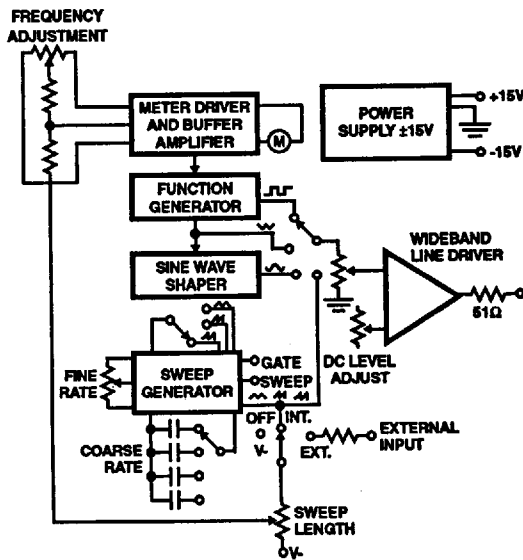 FREQUENCY
ADJUSTMENT
METER DRIVER
AND BUFFER
AMPLIFIER
M
POWER
SUPPLY ±15V
+15V
-15V
FUNCTION
GENERATOR
SINE WAVE
SHAPER
WIDEBAND
LINE DRIVER
51Ω
DC LEVEL
ADJUST
FINE
RATE
SWEEP
GENERATOR
GATE
SWEEP
OFF
INT.
V-
EXT.
EXTERNAL
INPUT
COARSE
RATE
SWEEP
LENGTH
V-